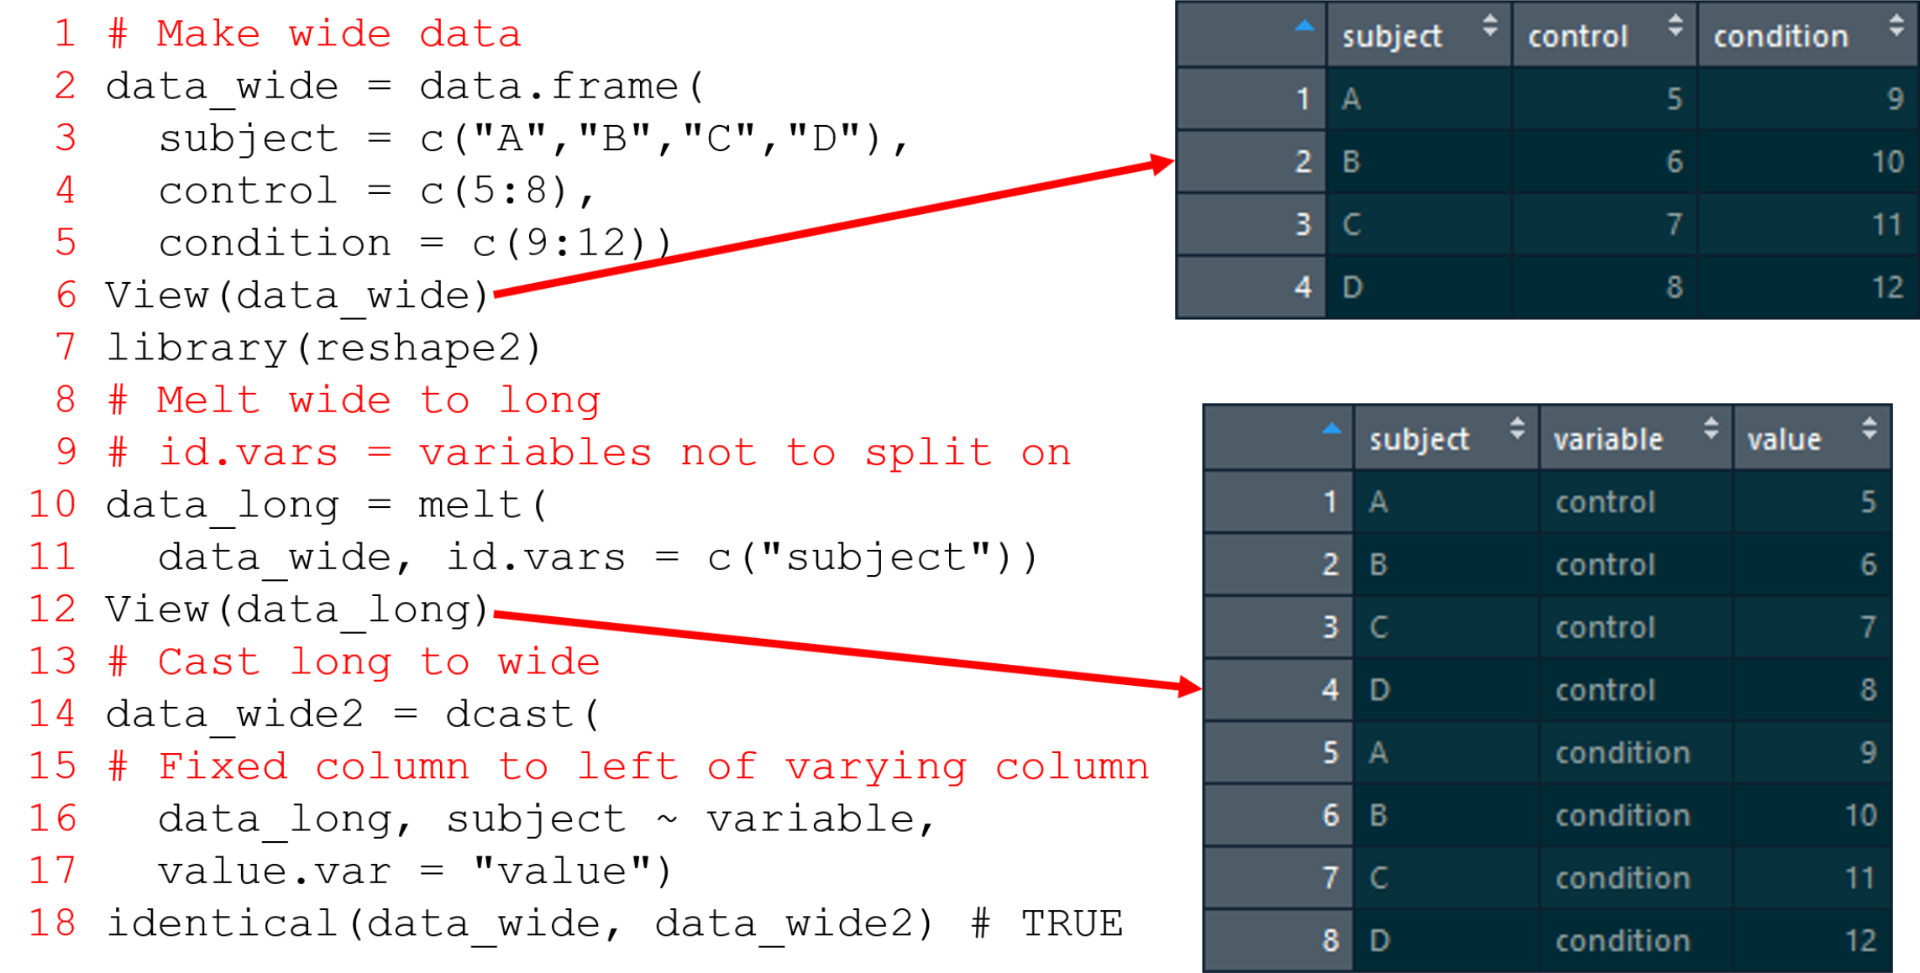 1 # Make wide data
2 data_wide = data.frame(
3 subject = c("A","B","C","D"),
4 control = c(5:8),
5 condition = c(9:12))
6 View(data_wide)
7 library(reshape2)
8 # Melt wide to long
9 # id.vars = variables not to split on
10 data_long = melt(
11 data_wide, id.vars = c("subject"))
12 View(data_long)
13 # Cast long to wide
14 data_wide2 = dcast(
15 # Fixed column to left of varying column
16 data_long, subject ~ variable,
17 value.var = "value")
18 identical(data_wide, data_wide2) # TRUE
subject control condition
1 A 5 9
2 B 6 10
3 C 7 11
4 D 8 12
subject variable value
1 A control 5
2 B control 6
3 C control 7
4 D control 8
5 A condition 9
6 B condition 10
7 C condition 11
8 D condition 12